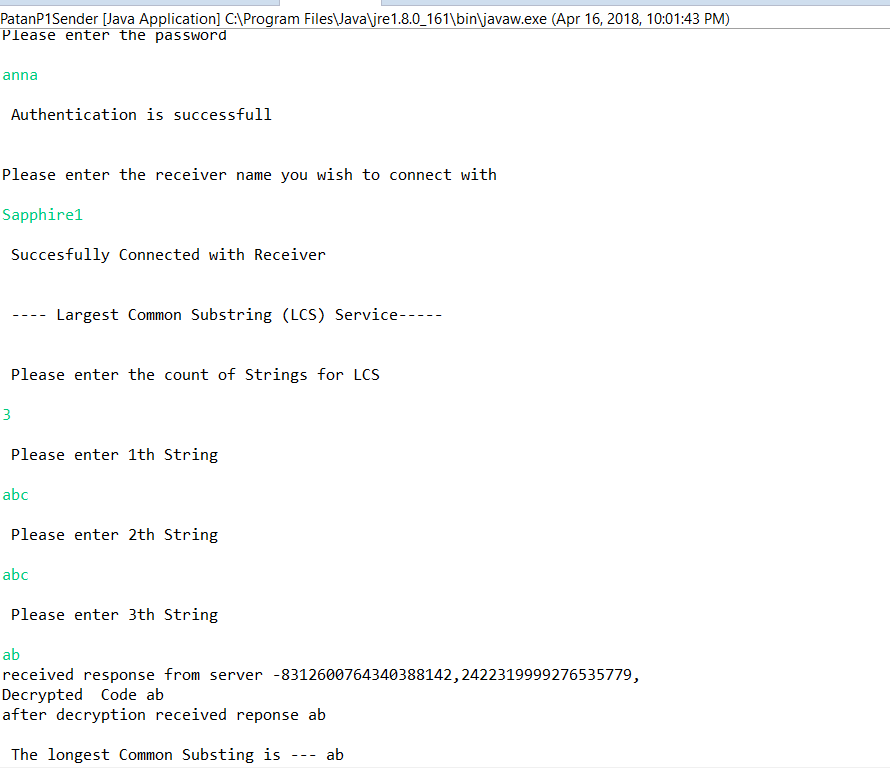 PatanP1Sender [Java Application] C:\Program Files\Java\jre1.8.0_161\bin\javaw.exe (Apr 16, 2018, 10:01:43 PM)
Please enter the password
anna
Authentication is successfull
Please enter the receiver name you wish to connect with
Sapphire1
Succesfully Connected with Receiver
---- Largest Common Substring (LCS) Service-----
Please enter the count of Strings for LCS
3
Please enter 1th String
abc
Please enter 2th String
abc
Please enter 3th String
ab
received response from server -8312600764340388142,2422319999276535779,
Decrypted  Code ab
after decryption received reponse ab
The longest Common Substing is --- ab